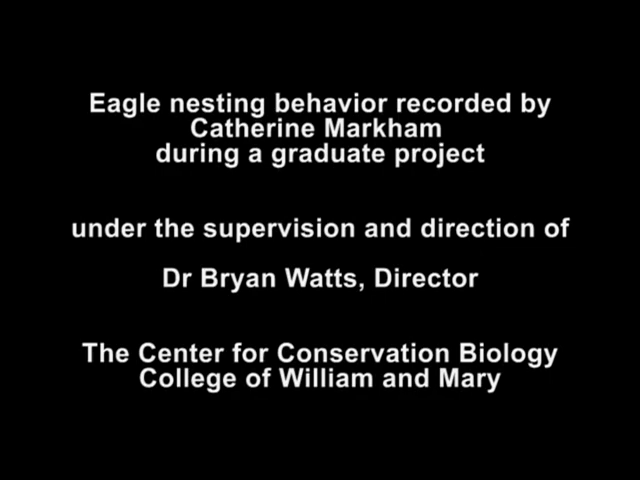 Eagle nesting behavior recorded by
Catherine Markham
during a graduate project
under the supervision and direction of
Dr Bryan Watts, Director
The Center for Conservation Biology
College of William and Mary